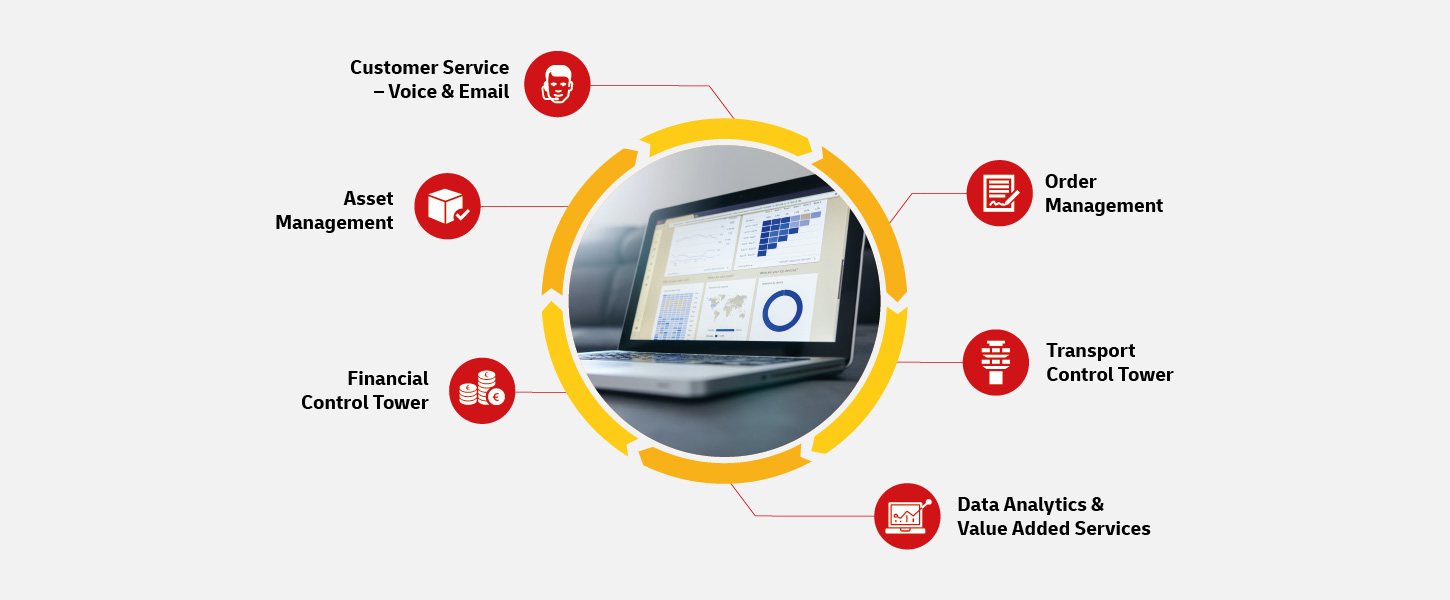 Customer Service
– Voice & Email
Order
Management
Asset
Management
Transport
Control Tower
Financial
Control Tower
Data Analytics &
Value Added Services